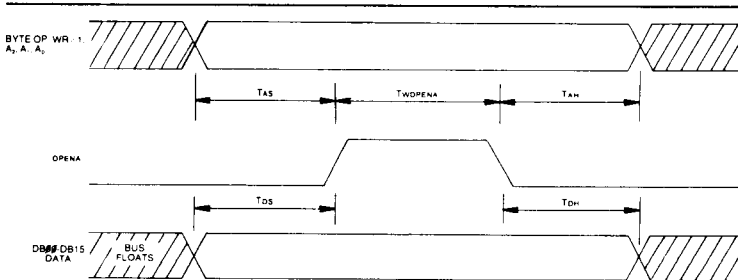 BYTE OP WR = 1,
A₂, A₁, A₀
TAS
TWOPENA
TAH
OPENA
TDS
TDH
BUS
FLOATS
DATA